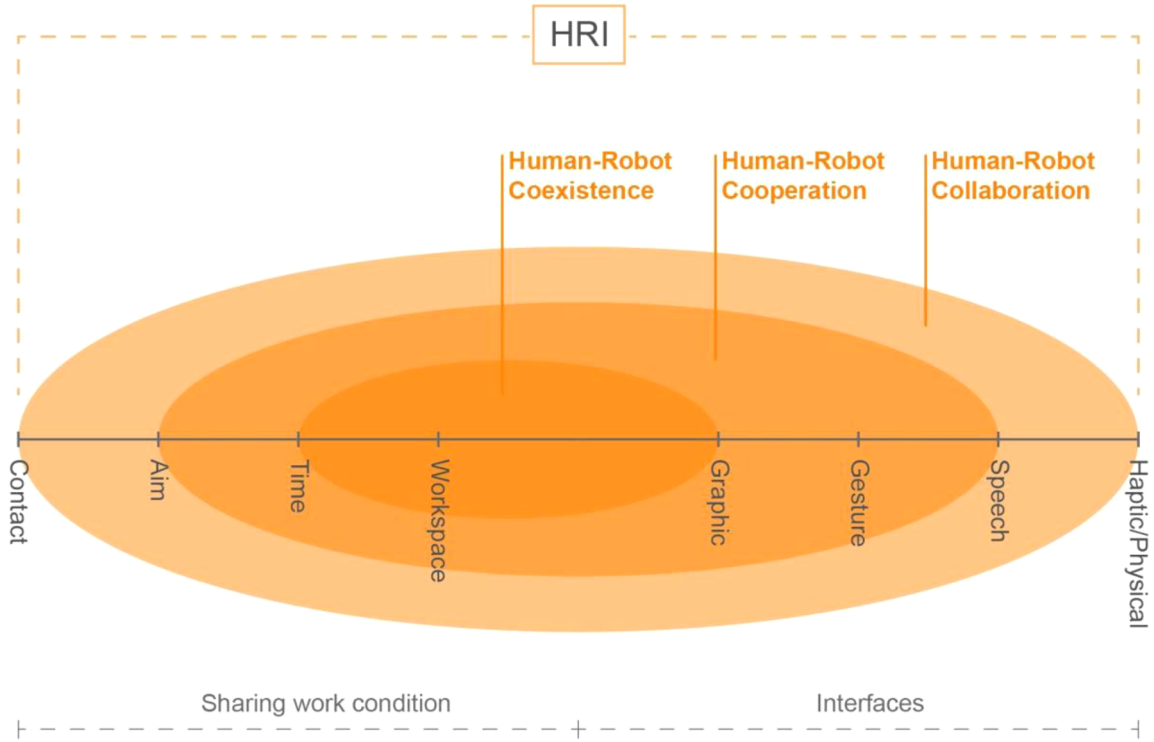 HRI
Human-Robot
Coexistence
Human-Robot
Cooperation
Human-Robot
Collaboration
Contact
Aim
Time
Workspace
Graphic
Gesture
Speech
Haptic/Physical
Sharing work condition
Interfaces